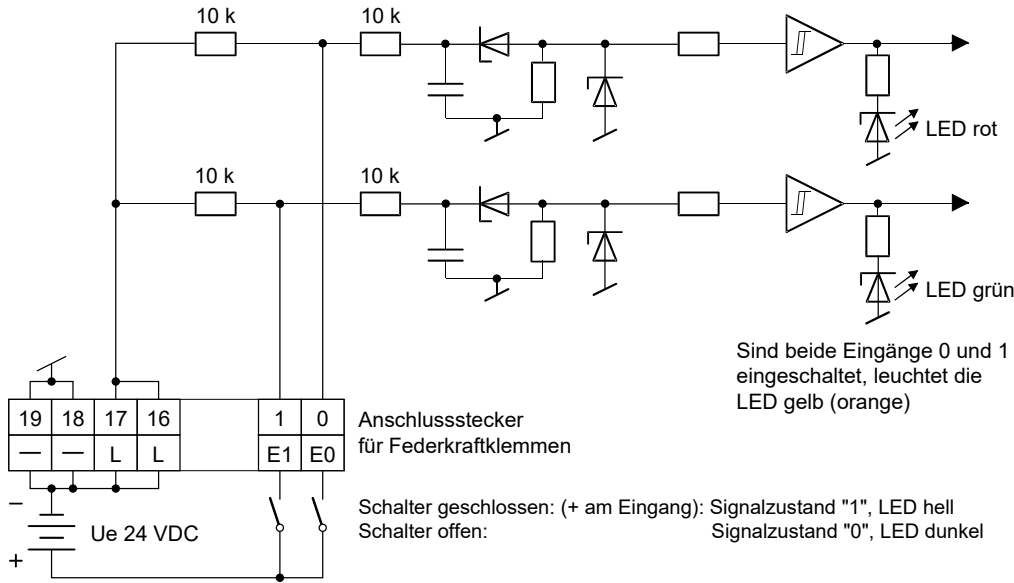 10 k 10 k
LED rot
10 k 10 k
LED grün
Sind beide Eingänge 0 und 1
eingeschaltet, leuchtet die
LED gelb (orange)
19 18 17 16 1 0
— — L L E1 E0
Anschlussstecker
für Federkraftklemmen
− 
Ue 24 VDC
+
Schalter geschlossen: (+ am Eingang): Signalzustand "1", LED hell
Schalter offen: Signalzustand "0", LED dunkel